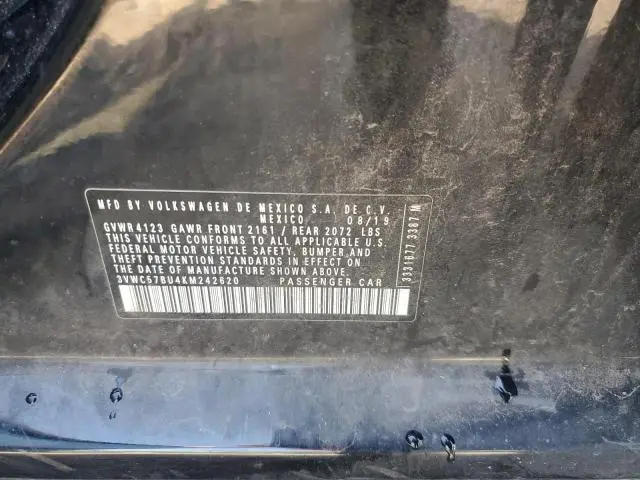 MFD BY VOLKSWAGEN DE MEXICO S.A. DE C.V.
MEXICO 08/19
GVWR 4123 GAWR FRONT 2161 / REAR 2072 LBS
THIS VEHICLE CONFORMS TO ALL APPLICABLE U.S.
FEDERAL MOTOR VEHICLE SAFETY, BUMPER AND
THEFT PREVENTION STANDARDS IN EFFECT ON
THE DATE OF MANUFACTURE SHOWN ABOVE.
3VWC57BU4KM242620 PASSENGER CAR
3331677 3387 M